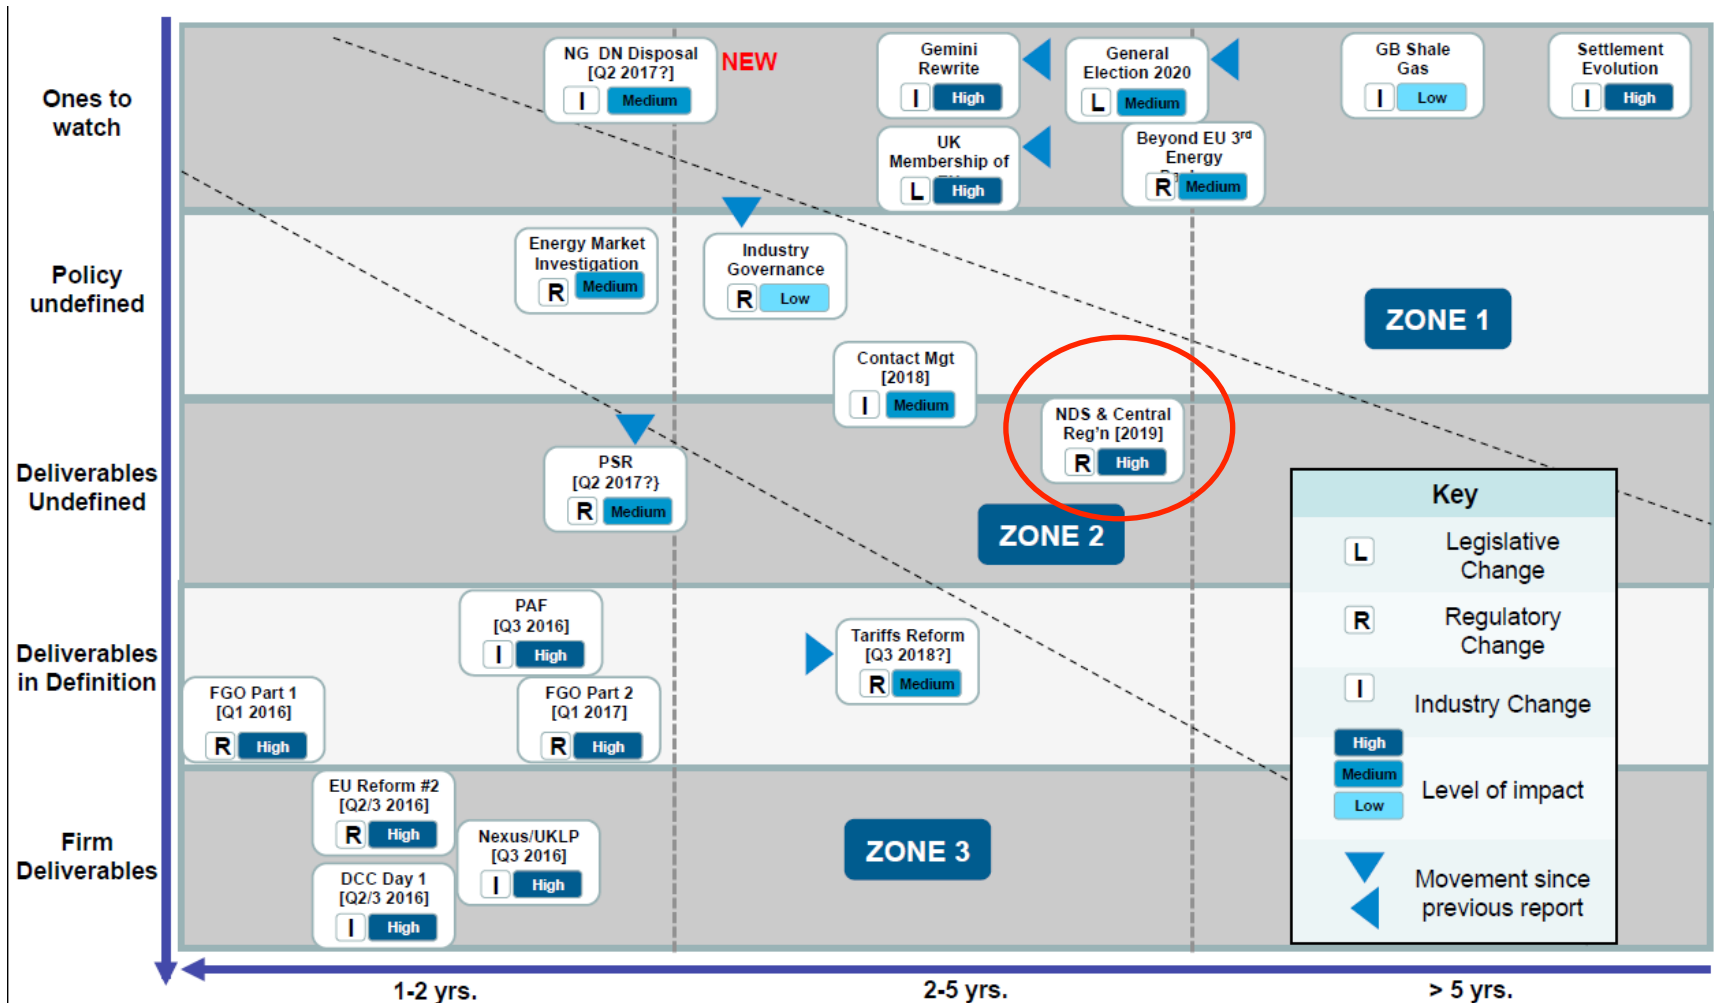 Ones to
watch
NG DN Disposal
[Q2 2017?]
I Medium
NEW
Gemini
Rewrite
I High
General
Election 2020
L Medium
GB Shale
Gas
I Low
Settlement
Evolution
I High
UK
Membership of
L High
Beyond EU 3rd
Energy
R Medium
Policy
undefined
Energy Market
Investigation
R Medium
Industry
Governance
R Low
ZONE 1
Contact Mgt
[2018]
I Medium
Deliverables
Undefined
NDS & Central
Reg'n [2019]
R High
PSR
[Q2 2017?}
R Medium
ZONE 2
Deliverables
in Definition
PAF
[Q3 2016]
I High
Tariffs Reform
[Q3 2018?]
R Medium
FGO Part 1
[Q1 2016]
R High
FGO Part 2
[Q1 2017]
R High
Firm
Deliverables
EU Reform #2
[Q2/3 2016]
R High
Nexus/UKLP
[Q3 2016]
I High
DCC Day 1
[Q2/3 2016]
I High
ZONE 3
Key
L Legislative
Change
R Regulatory
Change
I Industry Change
High
Medium
Low
Level of impact
Movement since
previous report
1-2 yrs.
2-5 yrs.
> 5 yrs.